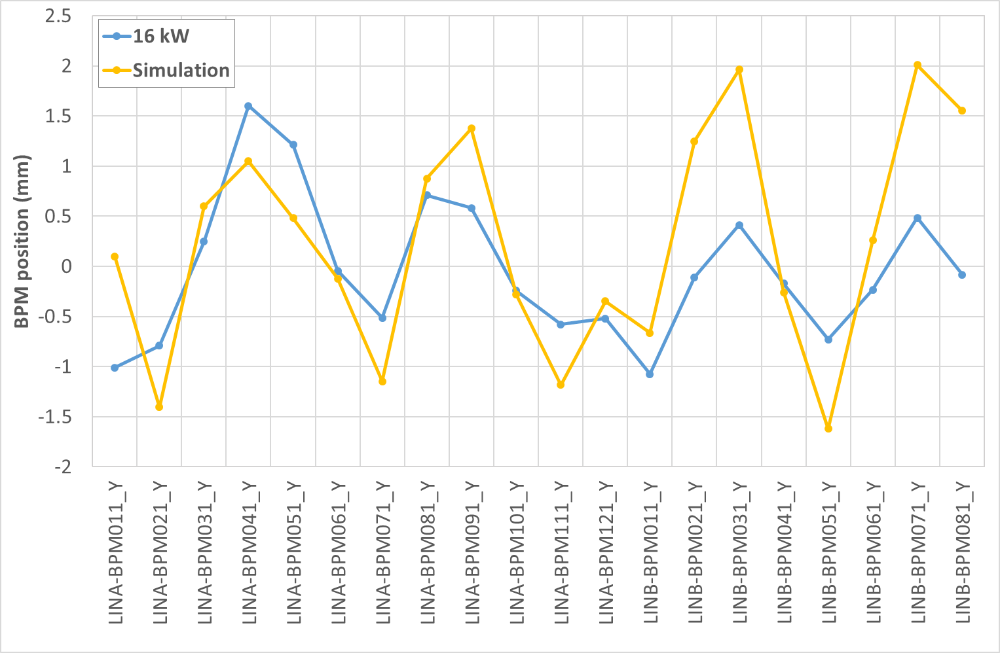 2.5
2
1.5
1
0.5
0
-0.5
-1
-1.5
-2
BPM position (mm)
16 kW
Simulation
LINA-BPM011_Y
LINA-BPM021_Y
LINA-BPM031_Y
LINA-BPM041_Y
LINA-BPM051_Y
LINA-BPM061_Y
LINA-BPM071_Y
LINA-BPM081_Y
LINA-BPM091_Y
LINA-BPM101_Y
LINA-BPM111_Y
LINA-BPM121_Y
LINB-BPM011_Y
LINB-BPM021_Y
LINB-BPM031_Y
LINB-BPM041_Y
LINB-BPM051_Y
LINB-BPM061_Y
LINB-BPM071_Y
LINB-BPM081_Y